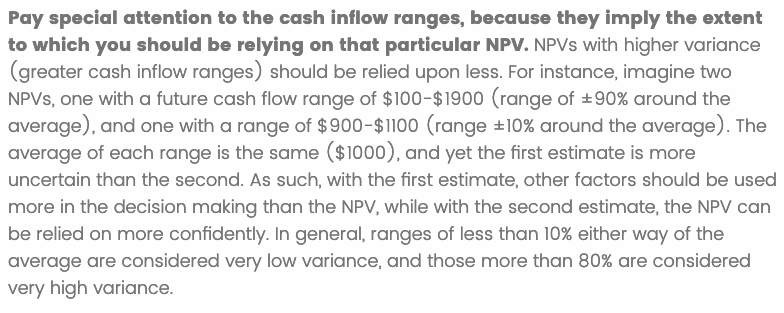 Pay special attention to the cash inflow ranges, because they imply the extent
to which you should be relying on that particular NPV. NPVs with higher variance
(greater cash inflow ranges) should be relied upon less. For instance, imagine two
NPVs, one with a future cash flow range of $100-$1900 (range of ±90% around the
average), and one with a range of $900-$1100 (range ±10% around the average). The
average of each range is the same ($1000), and yet the first estimate is more
uncertain than the second. As such, with the first estimate, other factors should be used
more in the decision making than the NPV, while with the second estimate, the NPV can
be relied on more confidently. In general, ranges of less than 10% either way of the
average are considered very low variance, and those more than 80% are considered
very high variance.